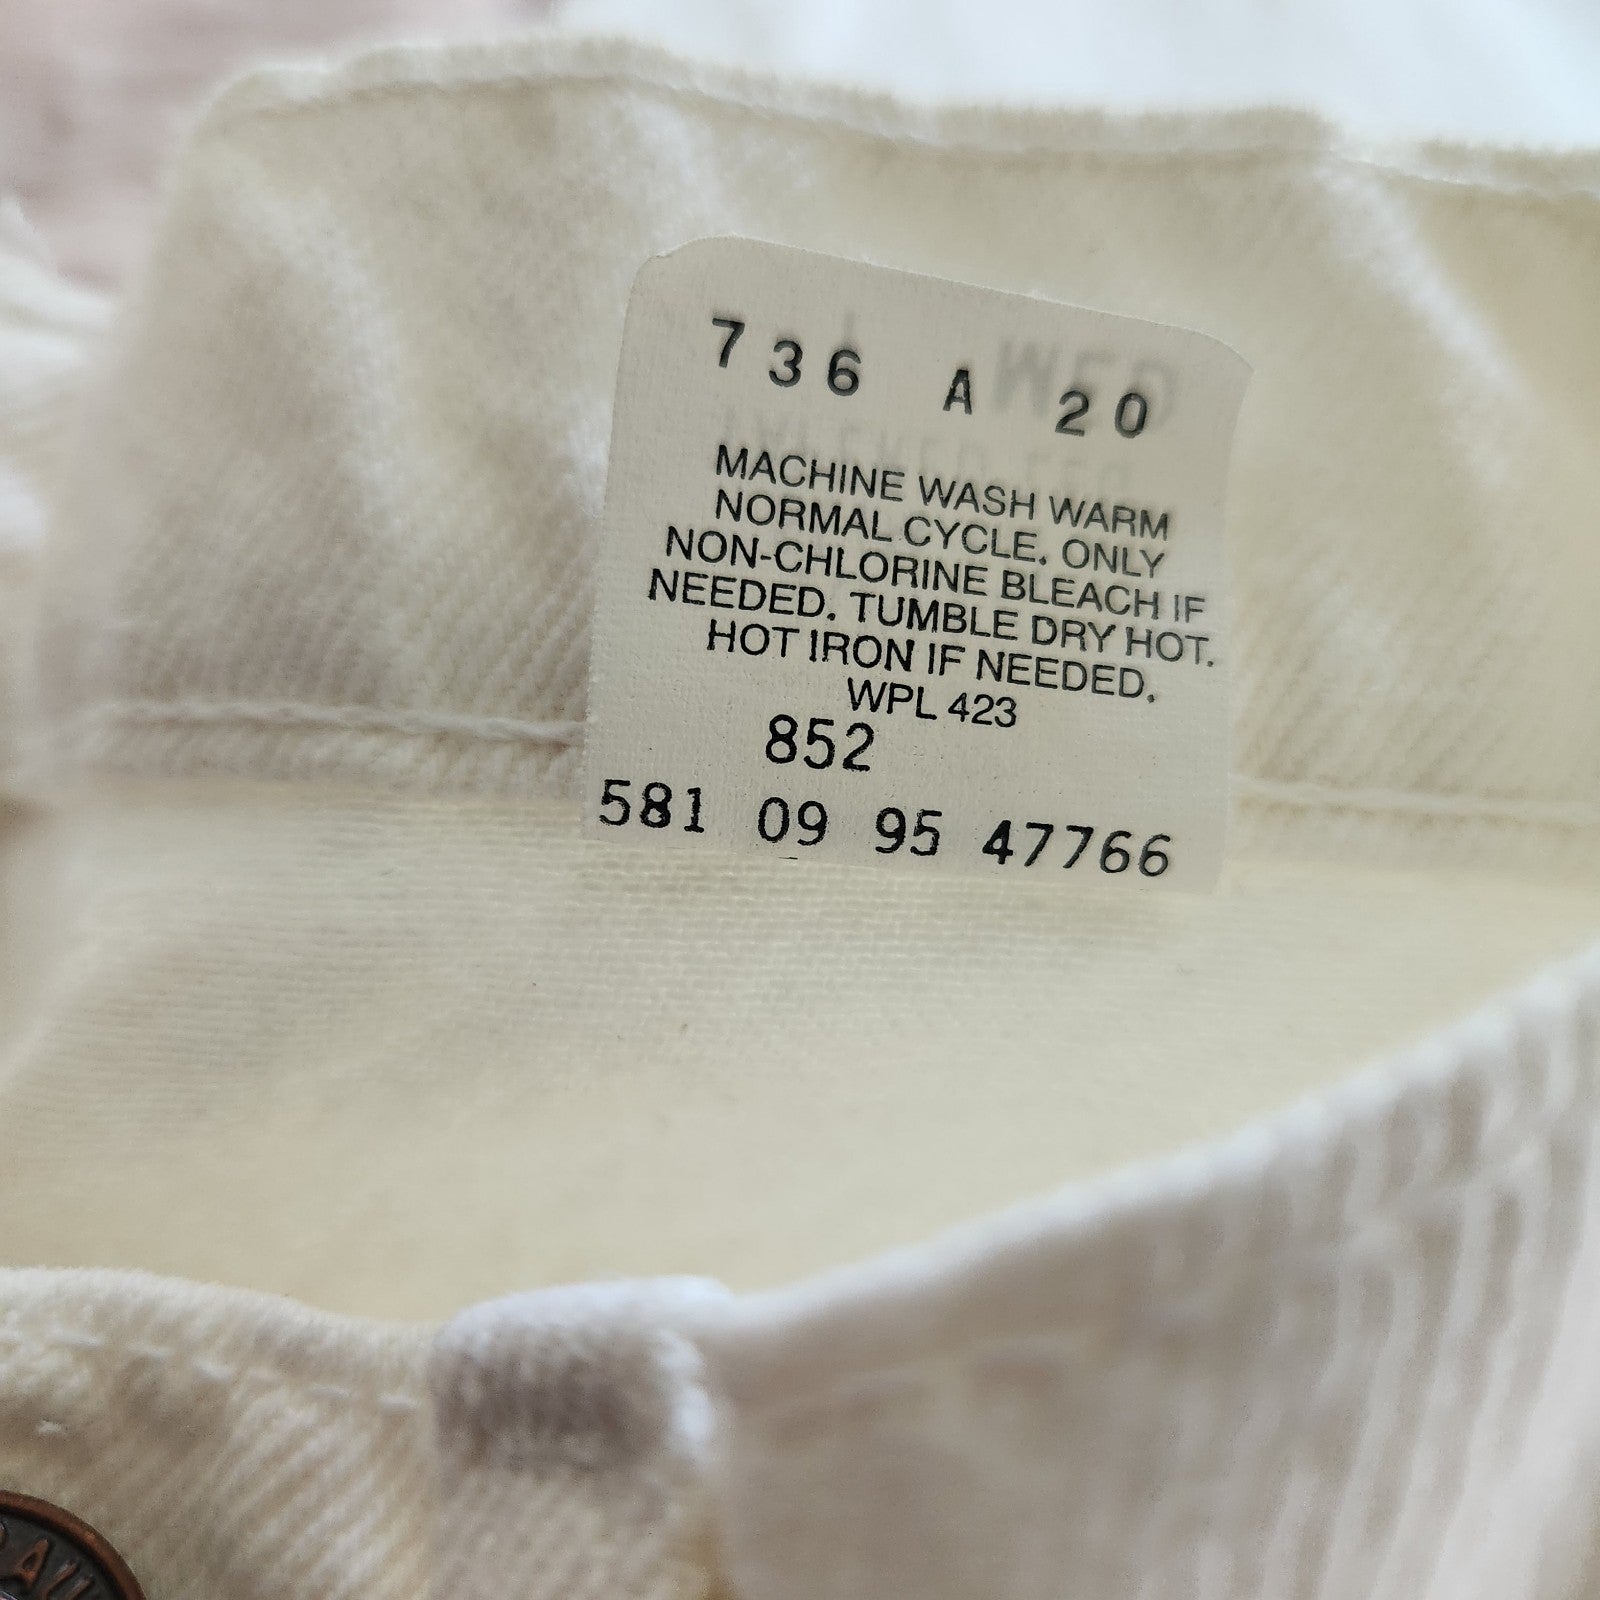 736 A 20
MACHINE WASH WARM
NORMAL CYCLE. ONLY
NON-CHLORINE BLEACH IF
NEEDED. TUMBLE DRY HOT.
HOT IRON IF NEEDED.
WPL 423
852
581 09 95 47766